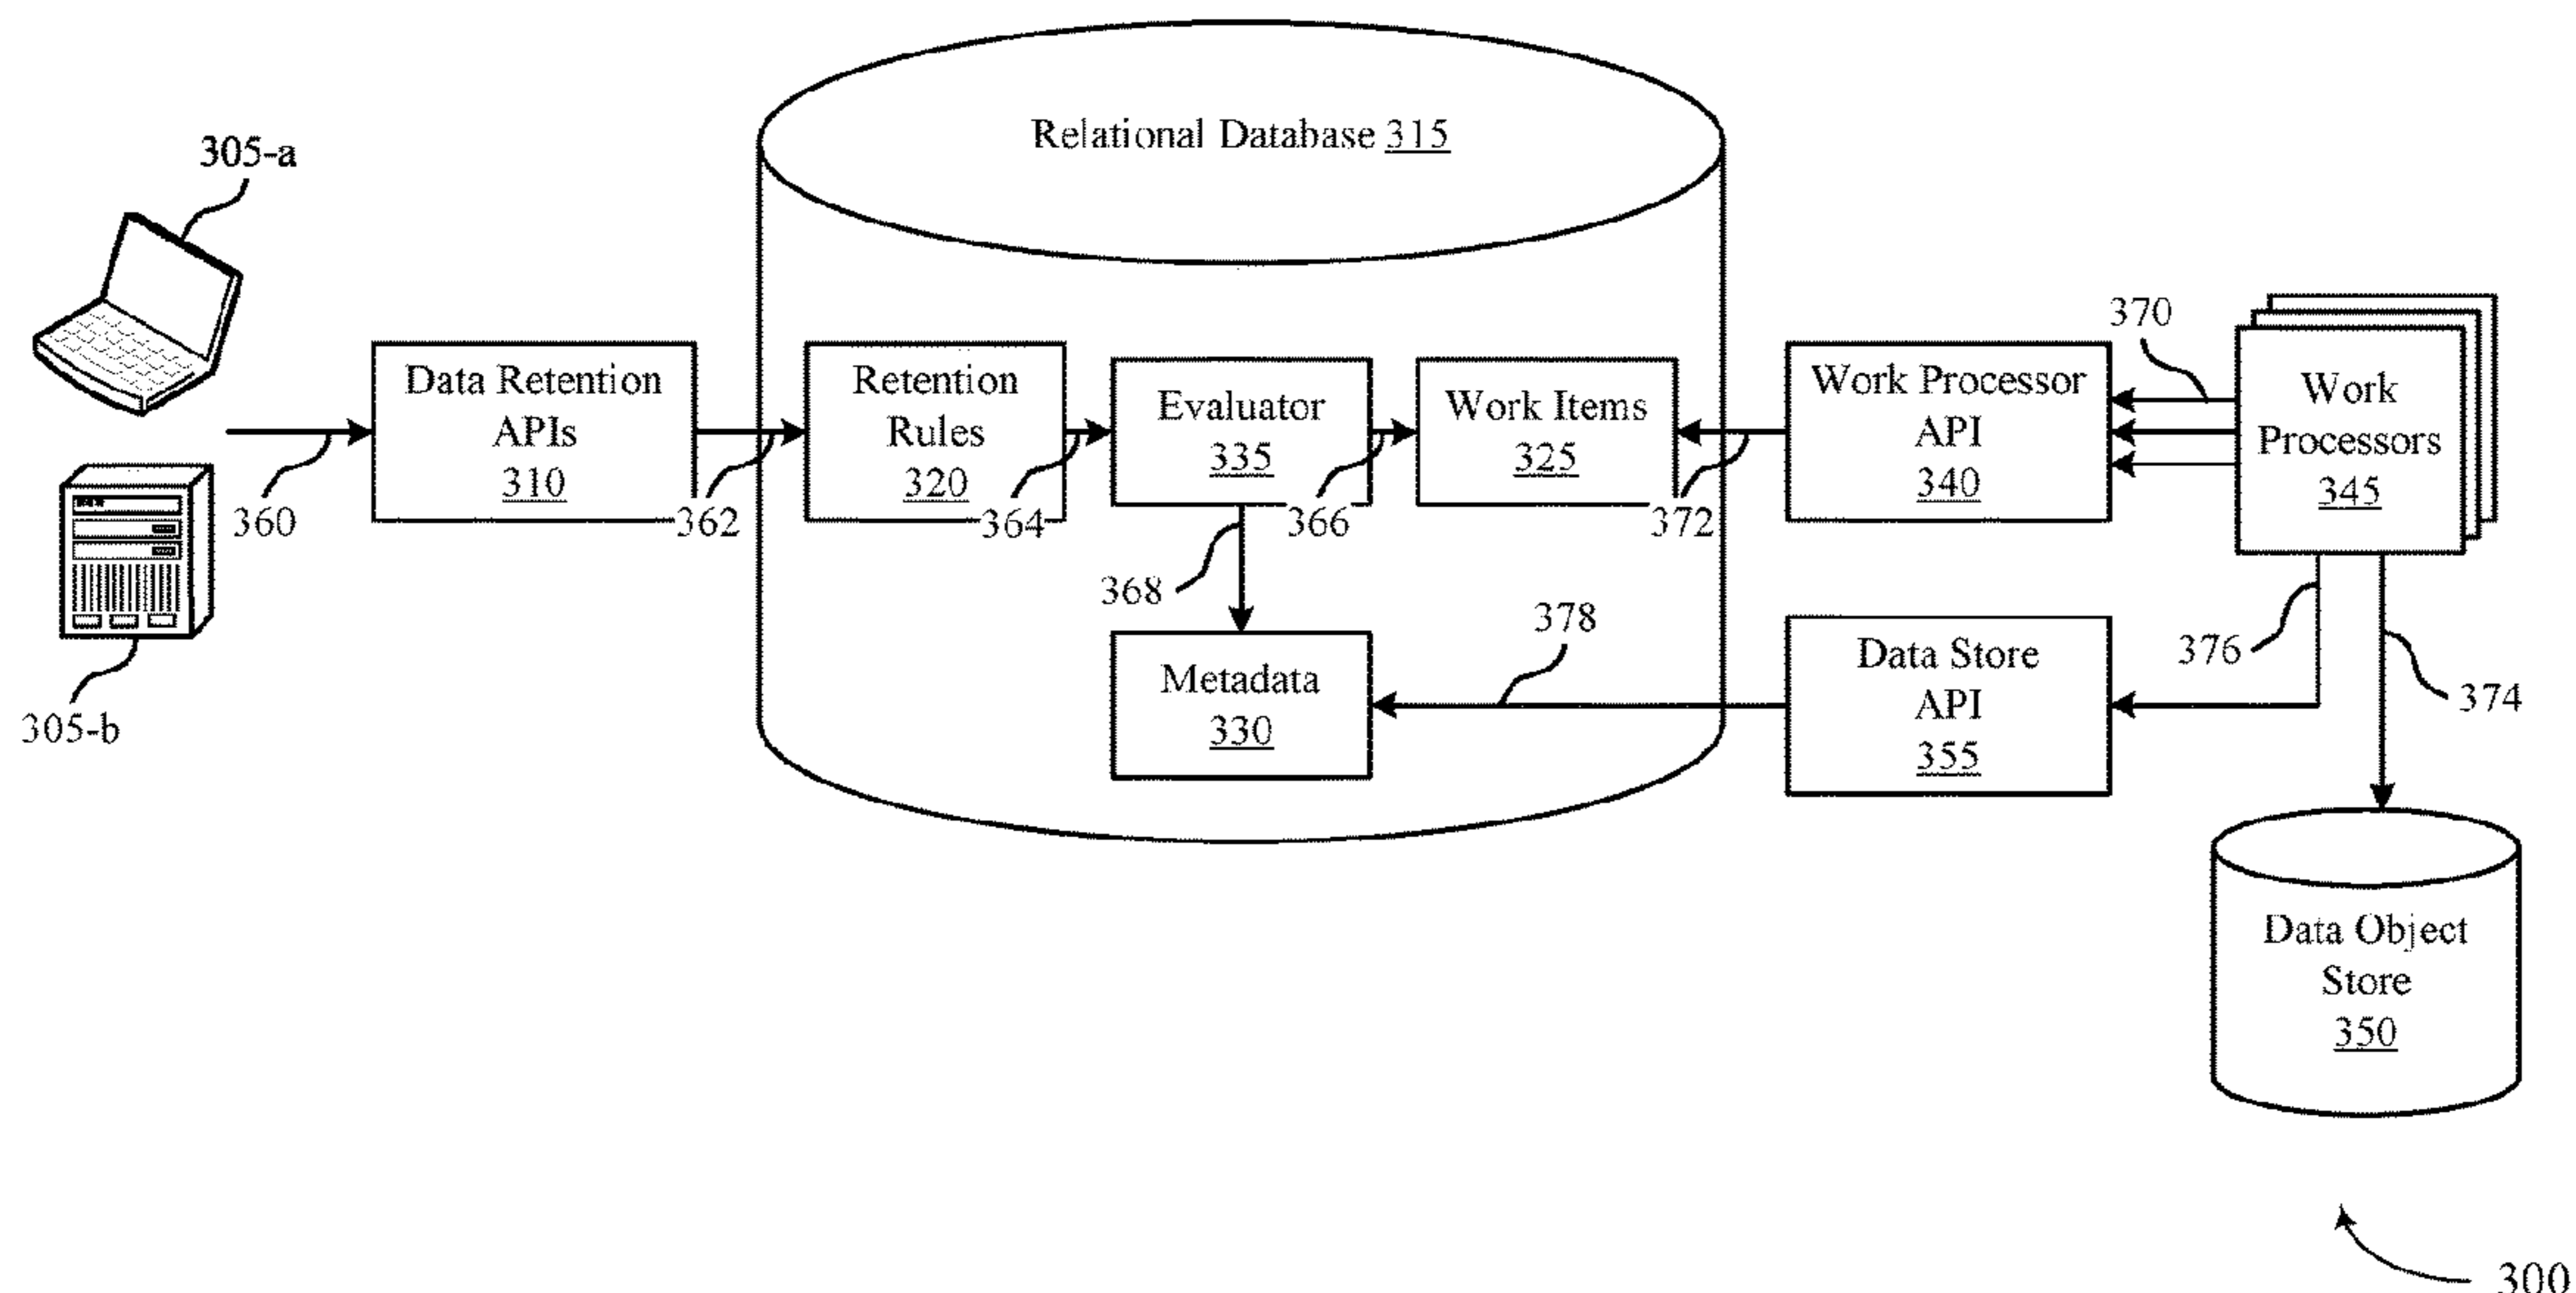 Relational Database 315
305-a
370
Data Retention
APIs
310
Retention
Rules
320
Evaluator
335
Work Items
325
Work Processor
API
340
Work
Processors
345
360
362
364
366
372
368
378
376
374
305-b
Metadata
330
Data Store
API
355
Data Object
Store
350
300